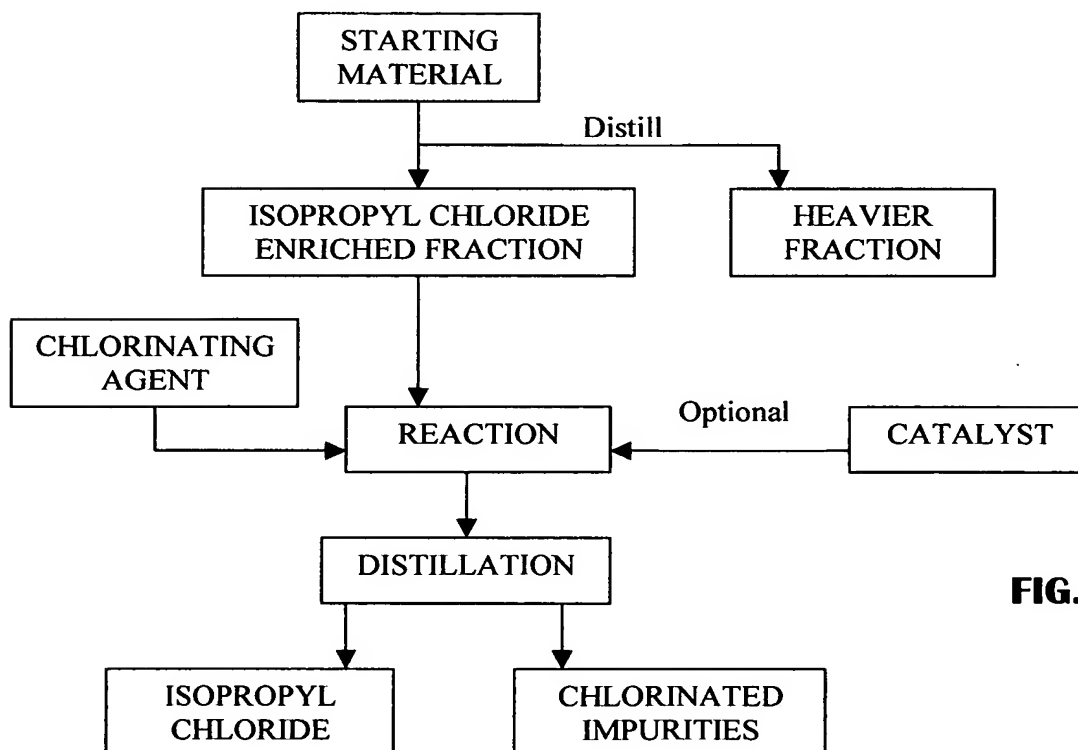 STARTING
MATERIAL
Distill
ISOPROPYL CHLORIDE
ENRICHED FRACTION
HEAVIER
FRACTION
CHLORINATING
AGENT
REACTION
Optional
CATALYST
DISTILLATION
FIG.
ISOPROPYL
CHLORIDE
CHLORINATED
IMPURITIES